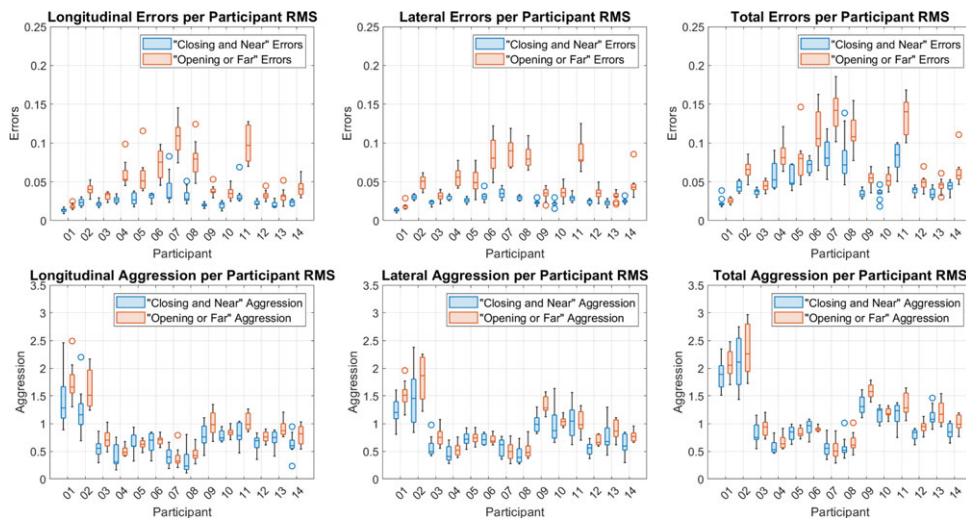 Longitudinal Errors per Participant RMS
"Closing and Near" Errors
"Opening or Far" Errors
0.25
0.2
0.15
0.1
0.05
0
Errors
01 02 03 04 05 06 07 08 09 10 11 12 13 14
Participant
Lateral Errors per Participant RMS
"Closing and Near" Errors
"Opening or Far" Errors
0.25
0.2
0.15
0.1
0.05
0
Errors
01 02 03 04 05 06 07 08 09 10 11 12 13 14
Participant
Total Errors per Participant RMS
"Closing and Near" Errors
"Opening or Far" Errors
0.25
0.2
0.15
0.1
0.05
0
Errors
01 02 03 04 05 06 07 08 09 10 11 12 13 14
Participant
Longitudinal Aggression per Participant RMS
"Closing and Near" Aggression
"Opening or Far" Aggression
3.5
3
2.5
2
1.5
1
0.5
0
Aggression
01 02 03 04 05 06 07 08 09 10 11 12 13 14
Participant
Lateral Aggression per Participant RMS
"Closing and Near" Aggression
"Opening or Far" Aggression
3.5
3
2.5
2
1.5
1
0.5
0
Aggression
01 02 03 04 05 06 07 08 09 10 11 12 13 14
Participant
Total Aggression per Participant RMS
"Closing and Near" Aggression
"Opening or Far" Aggression
3.5
3
2.5
2
1.5
1
0.5
0
Aggression
01 02 03 04 05 06 07 08 09 10 11 12 13 14
Participant